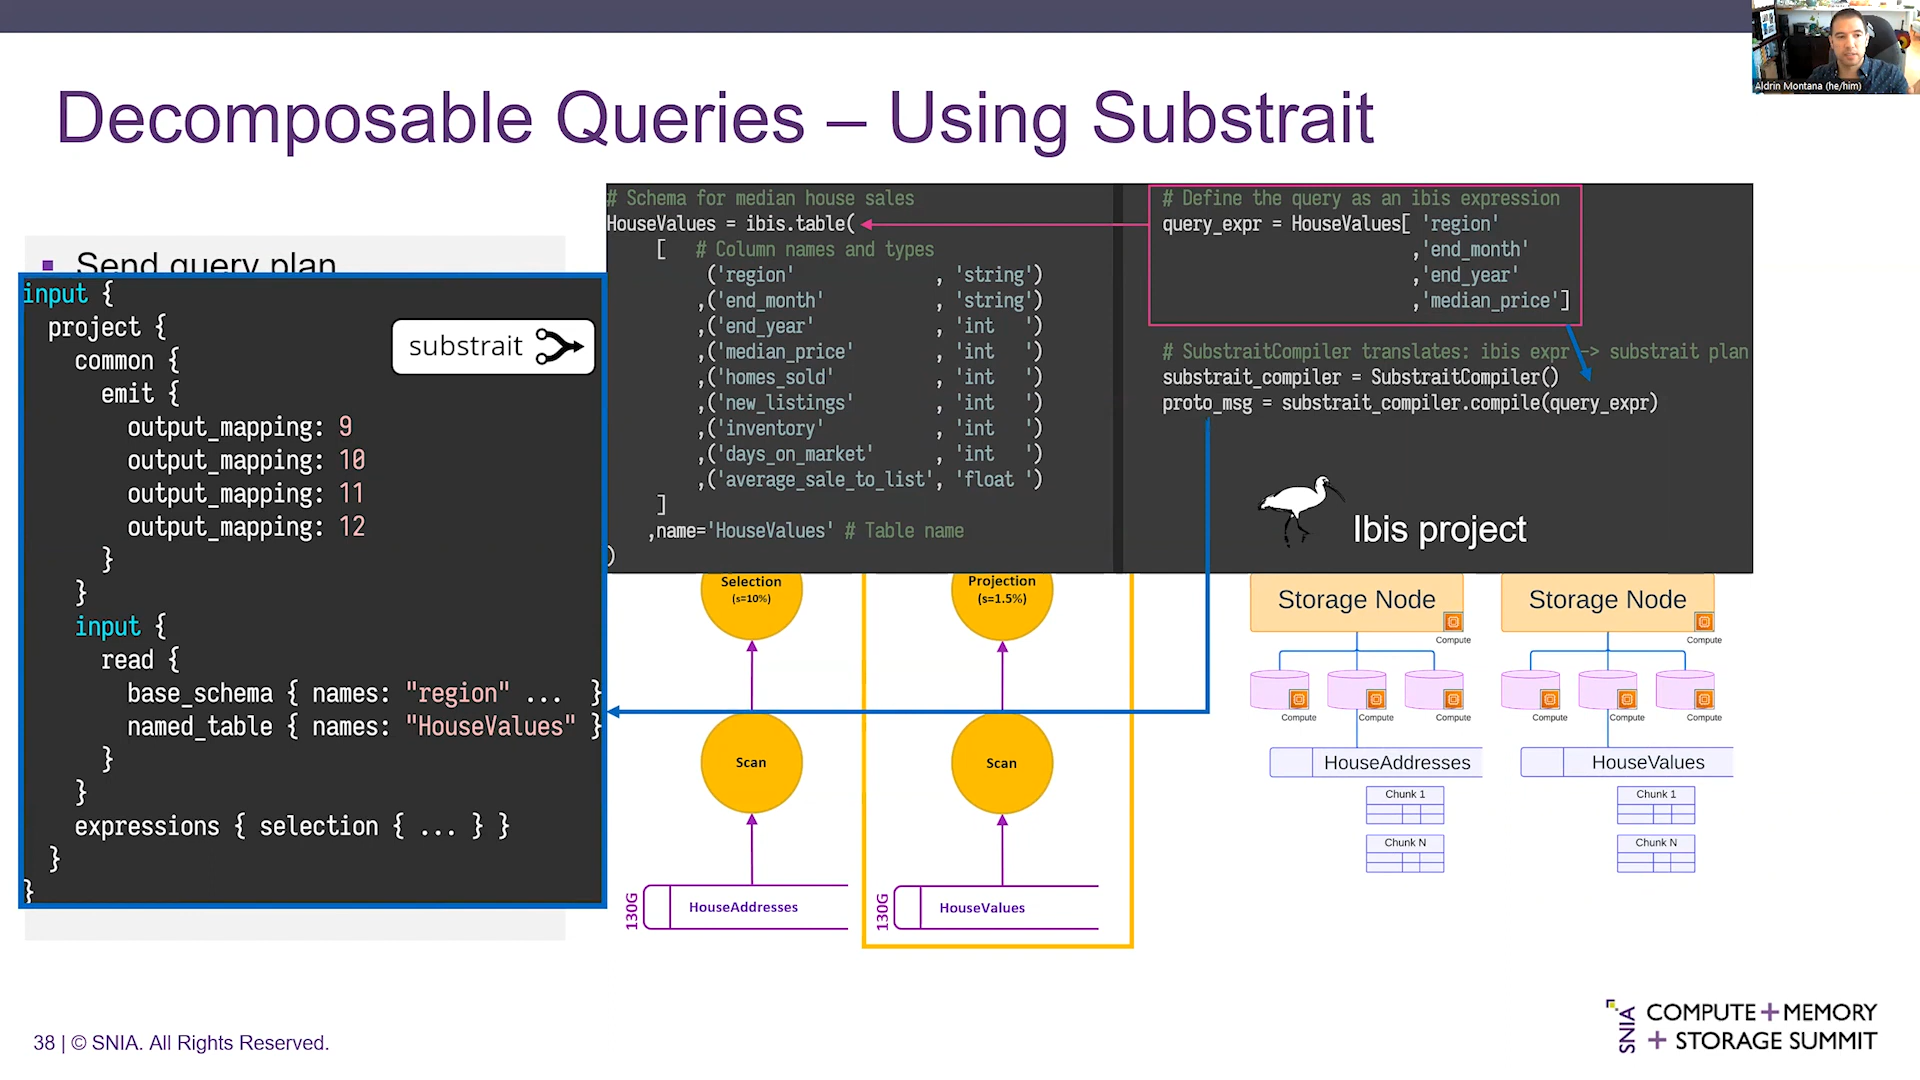 Aldrin Montana (he/him)
Decomposable Queries – Using Substrait
Send query plan
input {
project {
common {
emit {
output_mapping: 9
output_mapping: 10
output_mapping: 11
output_mapping: 12
}
}
input {
read {
base_schema { names: "region" ... }
named_table { names: "HouseValues" }
}
}
expressions { selection { ... } }
}
}
substrait
# Schema for median house sales
HouseValues = ibis.table(
[ # Column names and types
('region' , 'string')
,('end_month' , 'string')
,('end_year' , 'int ')
,('median_price' , 'int ')
,('homes_sold' , 'int ')
,('new_listings' , 'int ')
,('inventory' , 'int ')
,('days_on_market' , 'int ')
,('average_sale_to_list', 'float ')
]
,name='HouseValues' # Table name
)
# Define the query as an ibis expression
query_expr = HouseValues[ 'region'
,'end_month'
,'end_year'
,'median_price']
# SubstraitCompiler translates: ibis expr -> substrait plan
substrait_compiler = SubstraitCompiler()
proto_msg = substrait_compiler.compile(query_expr)
Ibis project
Selection
(s=10%)
Scan
130G
HouseAddresses
Projection
(s=1.5%)
Scan
130G
HouseValues
Storage Node
Compute
Compute
Compute
Compute
HouseAddresses
Chunk 1
Chunk N
Storage Node
Compute
Compute
Compute
Compute
HouseValues
Chunk 1
Chunk N
38 | © SNIA. All Rights Reserved.
SNIA
COMPUTE+MEMORY
+ STORAGE SUMMIT